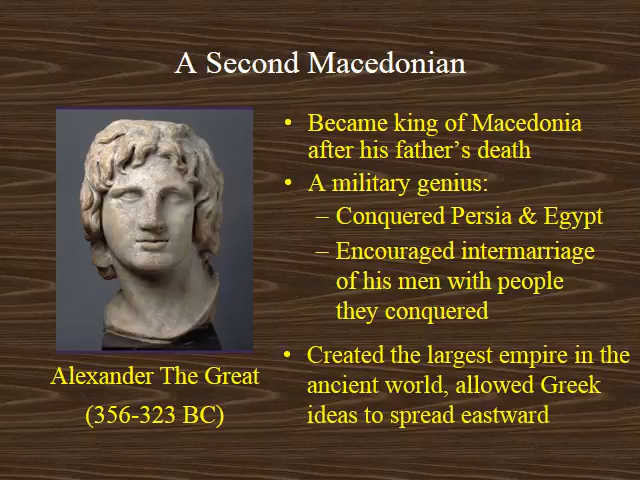 A Second Macedonian
• Became king of Macedonia
after his father’s death
• A military genius:
– Conquered Persia & Egypt
– Encouraged intermarriage
of his men with people
they conquered
• Created the largest empire in the
ancient world, allowed Greek
ideas to spread eastward
Alexander The Great
(356-323 BC)